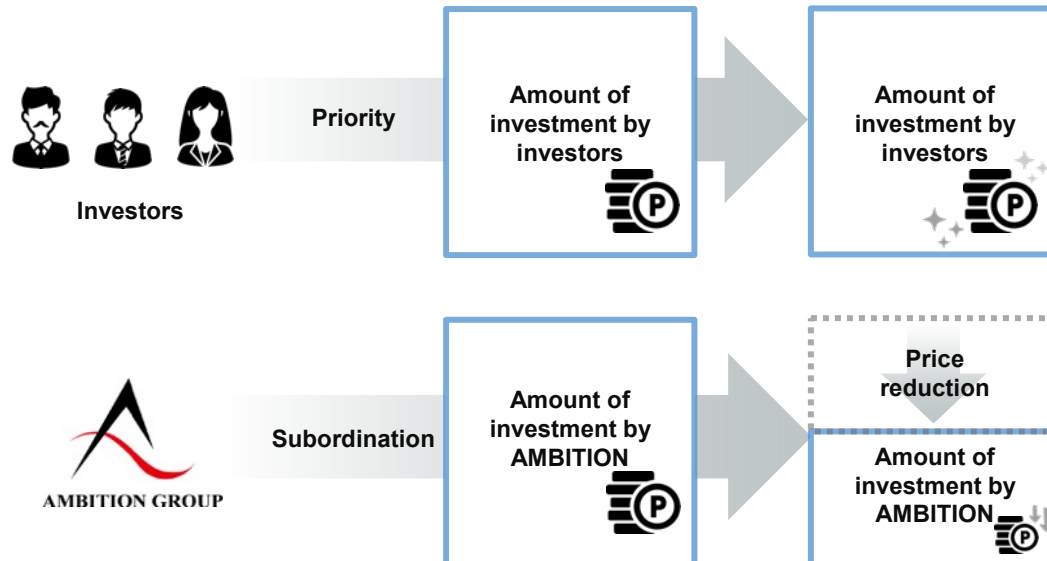 Priority
Amount of
investment by
investors
P
Amount of
investment by
investors
P
Investors
Subordination
Amount of
investment by
AMBITION
P
Price
reduction
Amount of
investment by
AMBITION
P
AMBITION GROUP